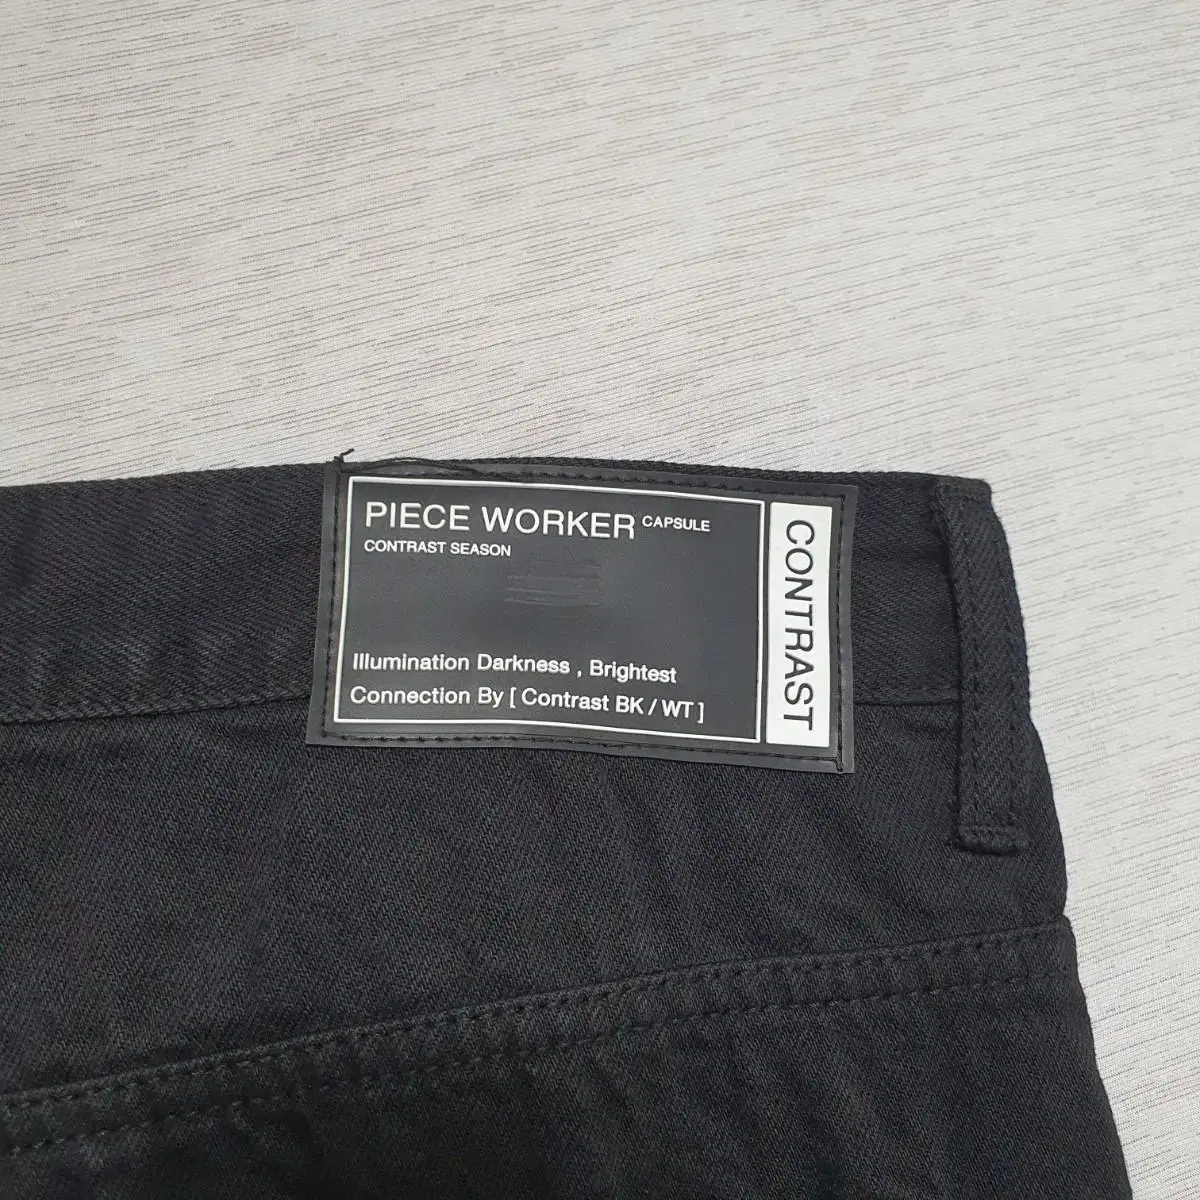 PIECE WORKER CAPSULE
CONTRAST SEASON
Illumination Darkness , Brightest
Connection By [ Contrast BK / WT ]
CONTRAST